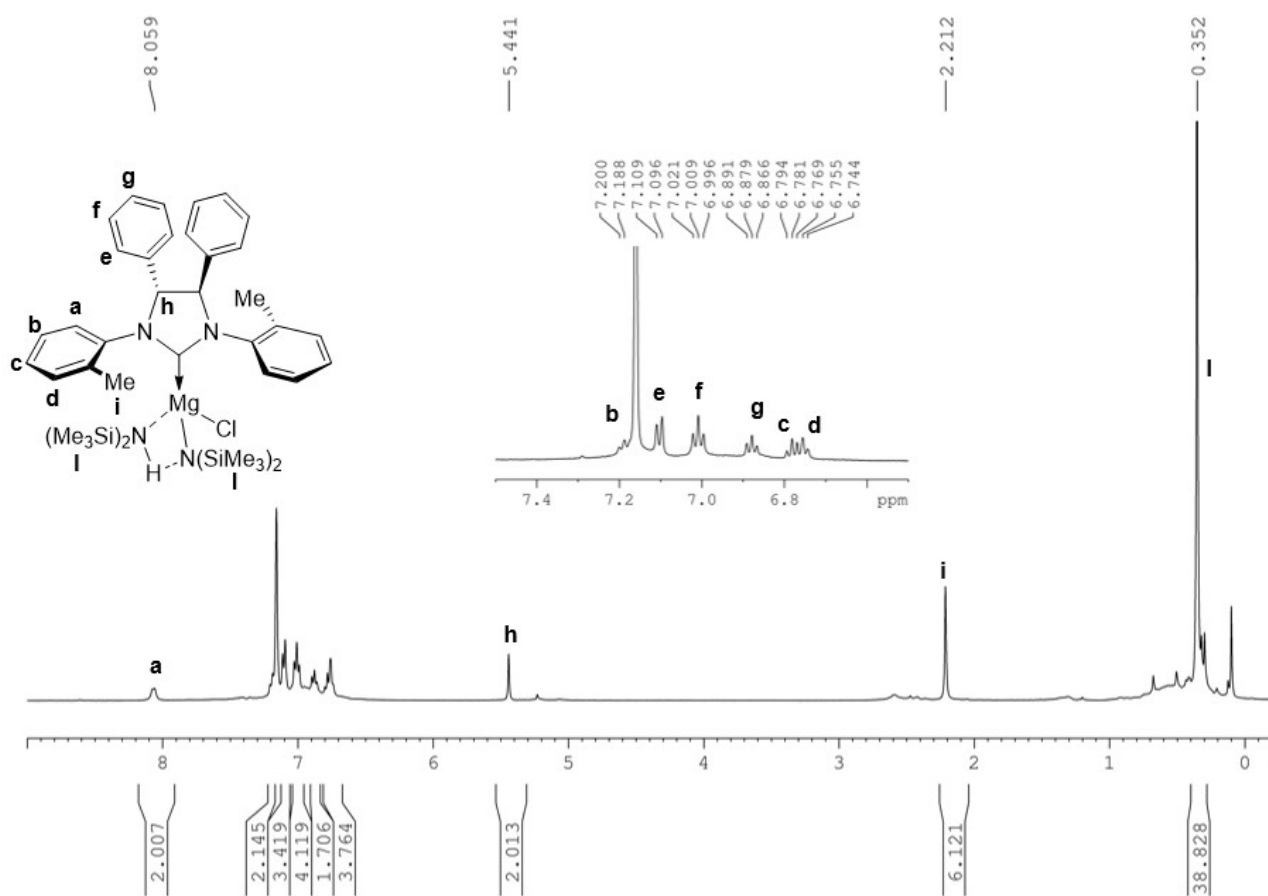 8.059
5.441
2.212
0.352
7.200
7.188
7.109
7.096
7.021
7.009
6.996
6.891
6.879
6.866
6.794
6.781
6.769
6.755
6.744
g
f
e
h
Me
a
b
N
N
c
d
Me
i
Mg
Cl
(Me3Si)2N
l
H
N(SiMe3)2
l
b
e
f
g
c
d
l
7.4
7.2
7.0
6.8
ppm
a
h
i
8
7
6
5
4
3
2
1
0
2.007
2.145
3.419
4.119
1.706
3.764
2.013
6.121
38.828